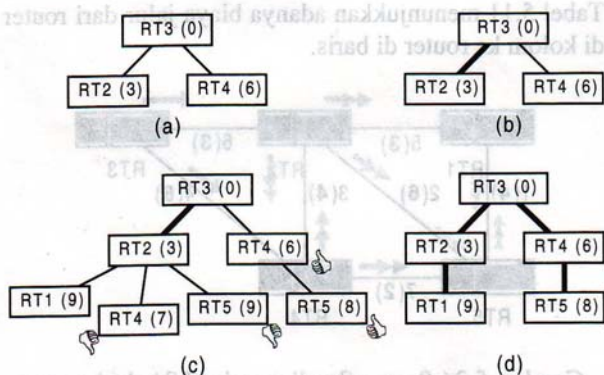 Tabel 5.11 menunjukkan adanya biaya jalan dari router
di kolom ke router di baris.
RT3 (0)
RT2 (3) RT4 (6)
(a)
RT3 (0)
RT2 (3) RT4 (6)
(b)
RT3 (0)
RT2 (3) RT4 (6)
RT1 (9) RT4 (7) RT5 (9) RT5 (8)
(c)
RT3 (0)
RT2 (3) RT4 (6)
RT1 (9) RT5 (8)
(d)